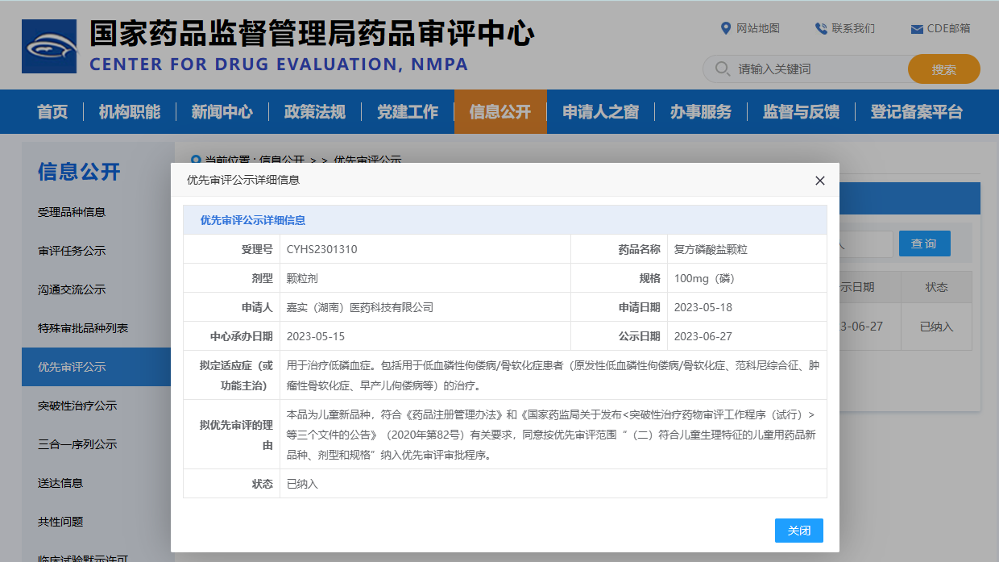 国家药品监督管理局药品审评中心
CENTER FOR DRUG EVALUATION, NMPA
网站地图 联系我们 CDE邮箱
请输入关键词 搜索
首页 机构职能 新闻中心 政策法规 党建工作 信息公开 申请人之窗 办事服务 监督与反馈 登记备案平台
信息公开
受理品种信息
审评任务公示
沟通交流公示
特殊审批品种列表
优先审评公示
突破性治疗公示
三合一序列公示
送达信息
共性问题
临床试验默示许可
当前位置:信息公开 > > 优先审评公示
查询
示日期 状态
3-06-27 已纳入
优先审评公示详细信息
优先审评公示详细信息
受理号 CYHS2301310 药品名称 复方磷酸盐颗粒
剂型 颗粒剂 规格 100mg（磷）
申请人 嘉实（湖南）医药科技有限公司 申请日期 2023-05-18
中心承办日期 2023-05-15 公示日期 2023-06-27
拟定适应症（或功能主治） 用于治疗低磷血症。包括用于低血磷性佝偻病/骨软化症患者（原发性低血磷性佝偻病/骨软化症、范科尼综合征、肿
瘤性骨软化症、早产儿佝偻病等）的治疗。
拟优先审评的理由 本品为儿童新品种，符合《药品注册管理办法》和《国家药监局关于发布<突破性治疗药物审评工作程序（试行）>
等三个文件的公告》（2020年第82号）有关要求，同意按优先审评范围“（二）符合儿童生理特征的儿童用药品新
品种、剂型和规格”纳入优先审评审批程序。
状态 已纳入
关闭